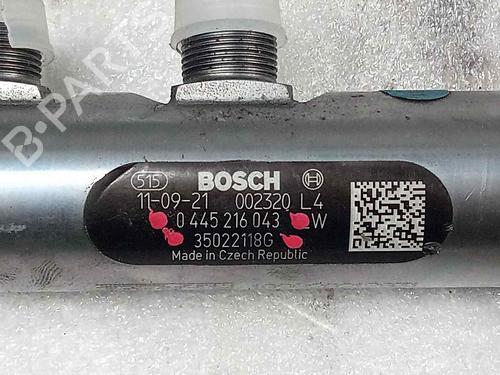 B-PARTS
515 BOSCH
11-09-21 002320 L4
0 445 216 043 W
35022118G
Made in Czech Republic